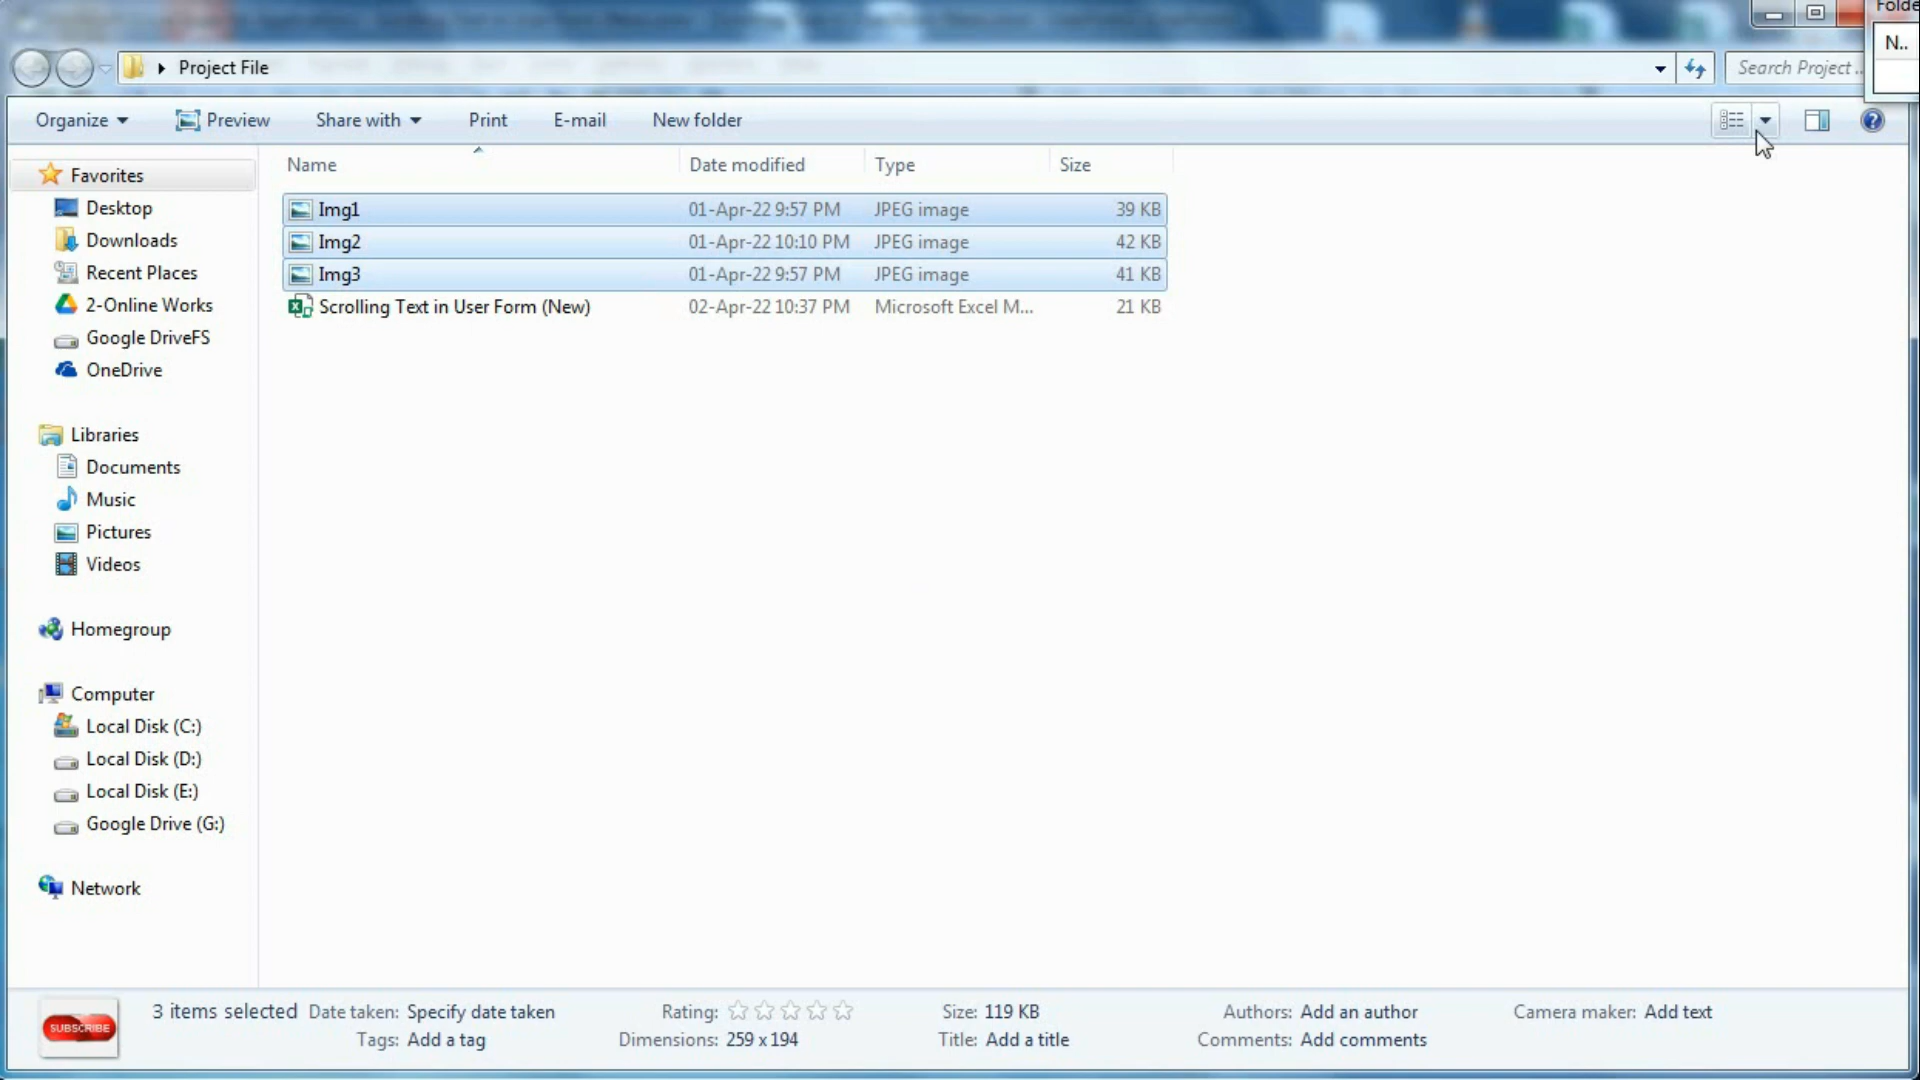 Folde
N..
Project File
Search Project ...
Organize
Preview
Share with
Print
E-mail
New folder
Name
Date modified
Type
Size
Img1 01-Apr-22 9:57 PM JPEG image 39 KB
Img2 01-Apr-22 10:10 PM JPEG image 42 KB
Img3 01-Apr-22 9:57 PM JPEG image 41 KB
Scrolling Text in User Form (New) 02-Apr-22 10:37 PM Microsoft Excel M... 21 KB
Favorites
Desktop
Downloads
Recent Places
2-Online Works
Google DriveFS
OneDrive
Libraries
Documents
Music
Pictures
Videos
Homegroup
Computer
Local Disk (C:)
Local Disk (D:)
Local Disk (E:)
Google Drive (G:)
Network
SUBSCRIBE
3 items selected Date taken: Specify date taken Rating: Size: 119 KB Authors: Add an author Camera maker: Add text
Tags: Add a tag Dimensions: 259 x 194 Title: Add a title Comments: Add comments